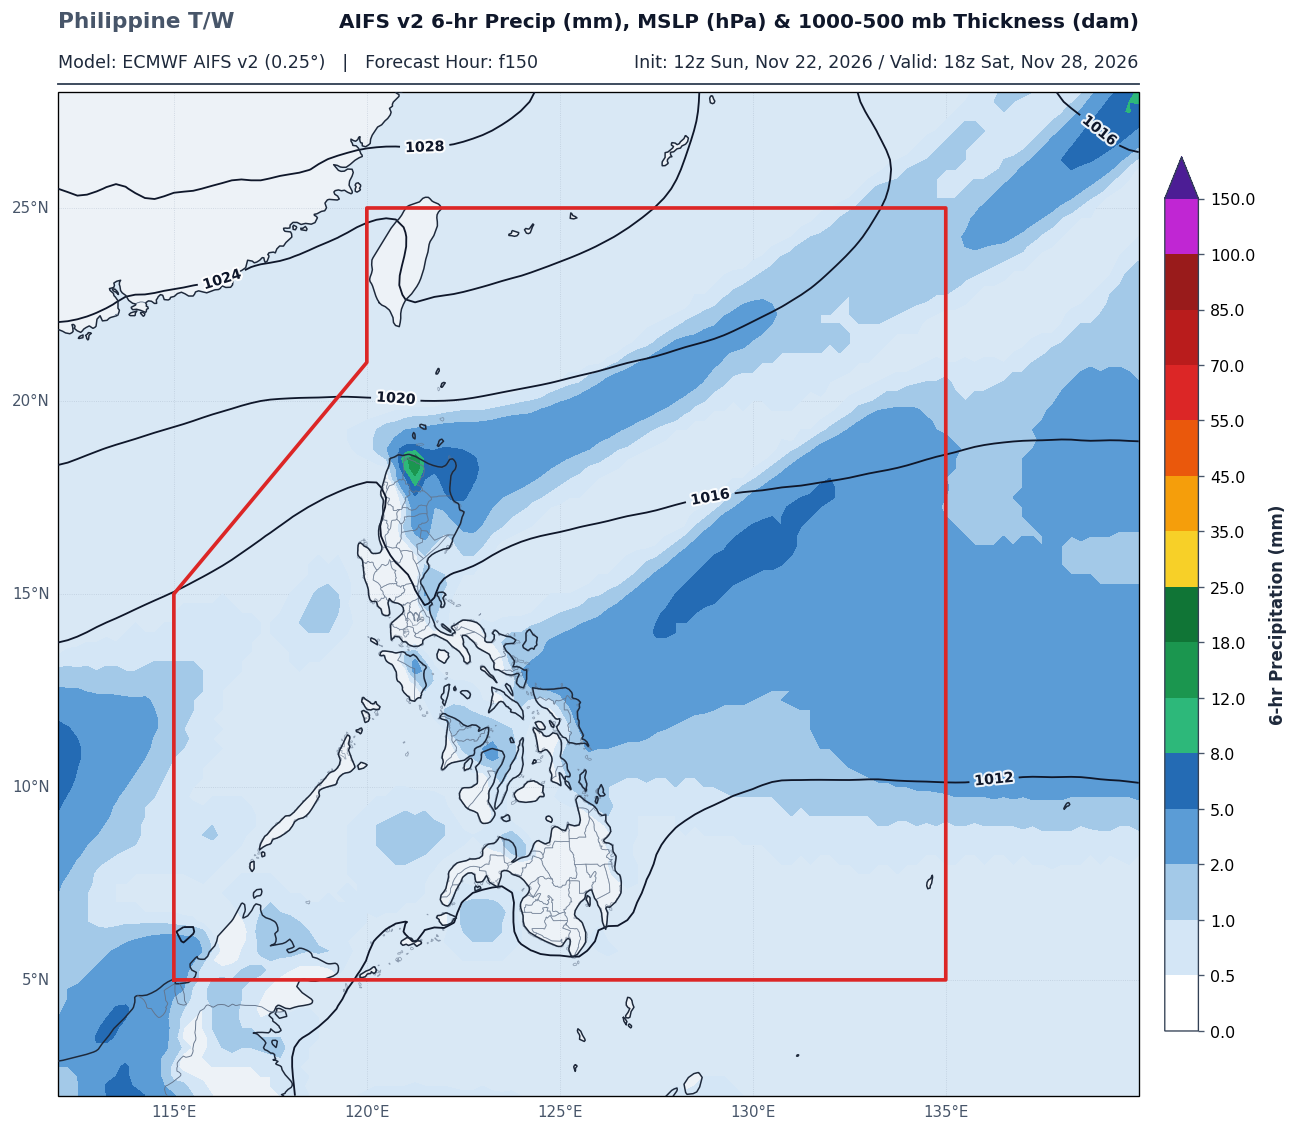 Philippine T/W
AIFS v2 6-hr Precip (mm), MSLP (hPa) & 1000-500 mb Thickness (dam)
Model: ECMWF AIFS v2 (0.25°) | Forecast Hour: f150
Init: 12z Sun, Nov 22, 2026 / Valid: 18z Sat, Nov 28, 2026
1016
1028
1024
1020
1016
1012
25°N
20°N
15°N
10°N
5°N
115°E
120°E
125°E
130°E
135°E
150.0
100.0
85.0
70.0
55.0
45.0
35.0
25.0
18.0
12.0
8.0
5.0
2.0
1.0
0.5
0.0
6-hr Precipitation (mm)